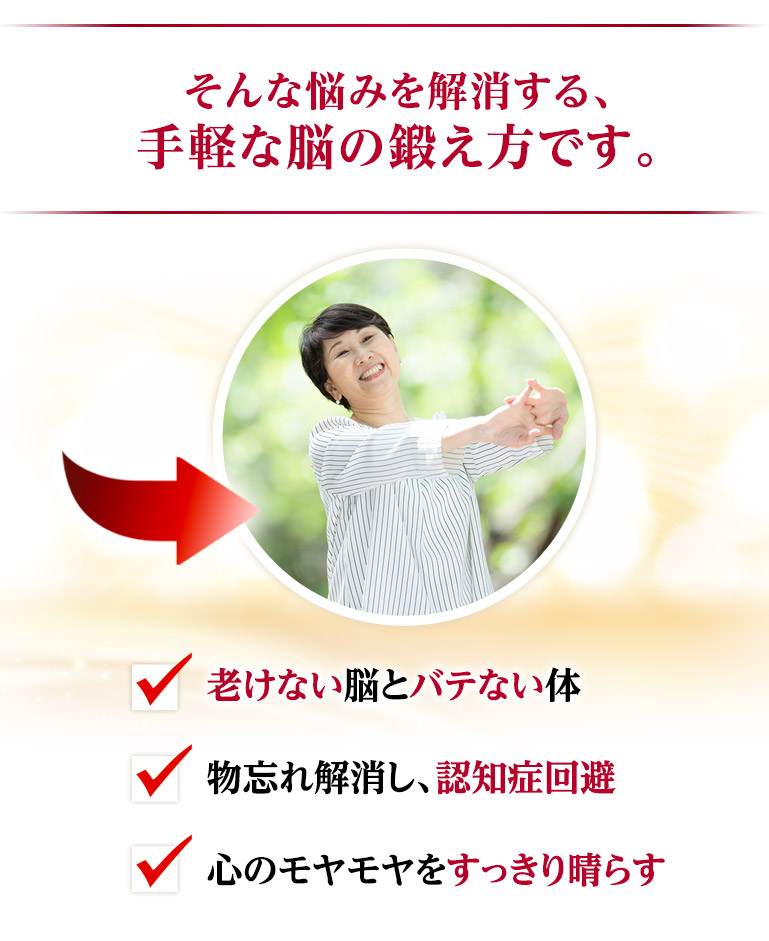 そんな悩みを解消する、
手軽な脳の鍛え方です。
老けない脳とバテない体
物忘れ解消し、認知症回避
心のモヤモヤをすっきり晴らす